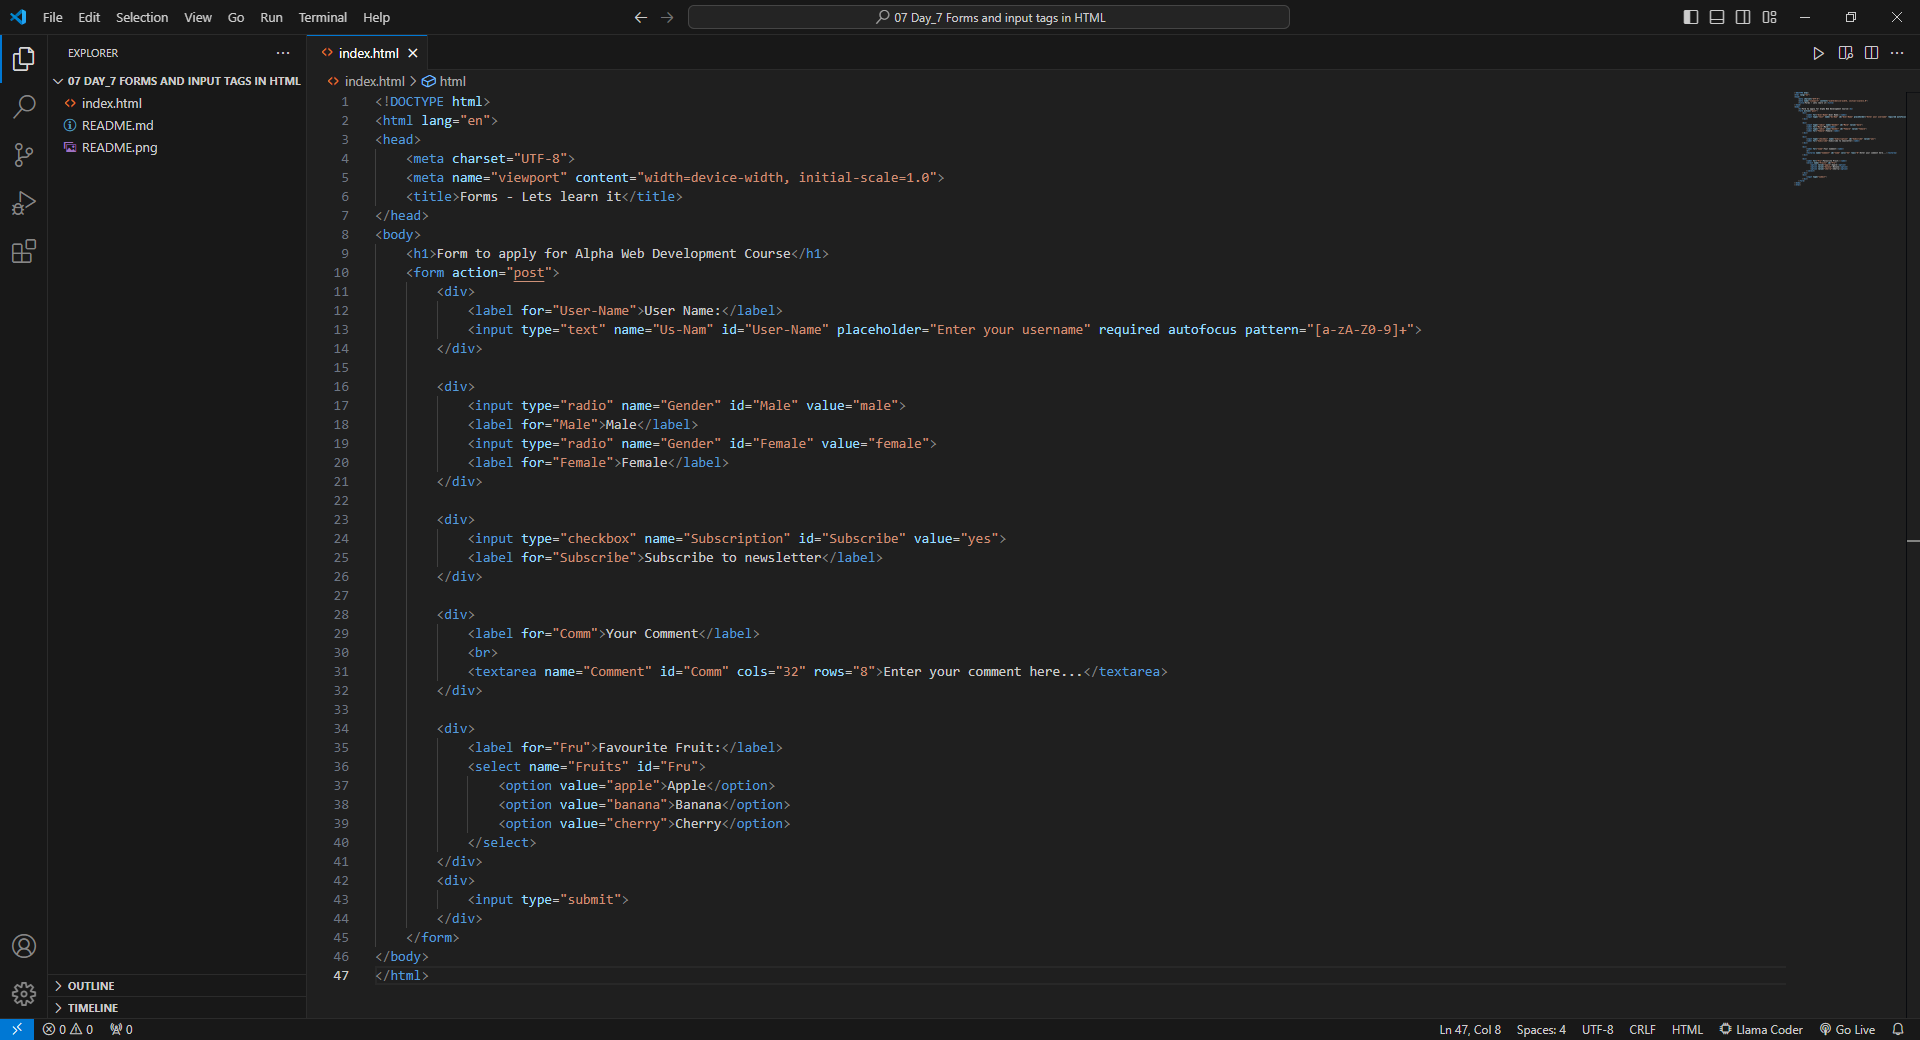 File Edit Selection View Go Run Terminal Help
07 Day_7 Forms and input tags in HTML
EXPLORER
07 DAY_7 FORMS AND INPUT TAGS IN HTML
index.html
README.md
README.png
OUTLINE
TIMELINE
index.html
index.html > html
1 <!DOCTYPE html>
2 <html lang="en">
3 <head>
4     <meta charset="UTF-8">
5     <meta name="viewport" content="width=device-width, initial-scale=1.0">
6     <title>Forms - Lets learn it</title>
7 </head>
8 <body>
9     <h1>Form to apply for Alpha Web Development Course</h1>
10     <form action="post">
11         <div>
12             <label for="User-Name">User Name:</label>
13             <input type="text" name="Us-Nam" id="User-Name" placeholder="Enter your username" required autofocus pattern="[a-zA-Z0-9]+">
14         </div>
15
16         <div>
17             <input type="radio" name="Gender" id="Male" value="male">
18             <label for="Male">Male</label>
19             <input type="radio" name="Gender" id="Female" value="female">
20             <label for="Female">Female</label>
21         </div>
22
23         <div>
24             <input type="checkbox" name="Subscription" id="Subscribe" value="yes">
25             <label for="Subscribe">Subscribe to newsletter</label>
26         </div>
27
28         <div>
29             <label for="Comm">Your Comment</label>
30             <br>
31             <textarea name="Comment" id="Comm" cols="32" rows="8">Enter your comment here...</textarea>
32         </div>
33
34         <div>
35             <label for="Fru">Favourite Fruit:</label>
36             <select name="Fruits" id="Fru">
37                 <option value="apple">Apple</option>
38                 <option value="banana">Banana</option>
39                 <option value="cherry">Cherry</option>
40             </select>
41         </div>
42         <div>
43             <input type="submit">
44         </div>
45     </form>
46 </body>
47 </html>
0 0 0
Ln 47, Col 8 Spaces: 4 UTF-8 CRLF HTML Llama Coder Go Live